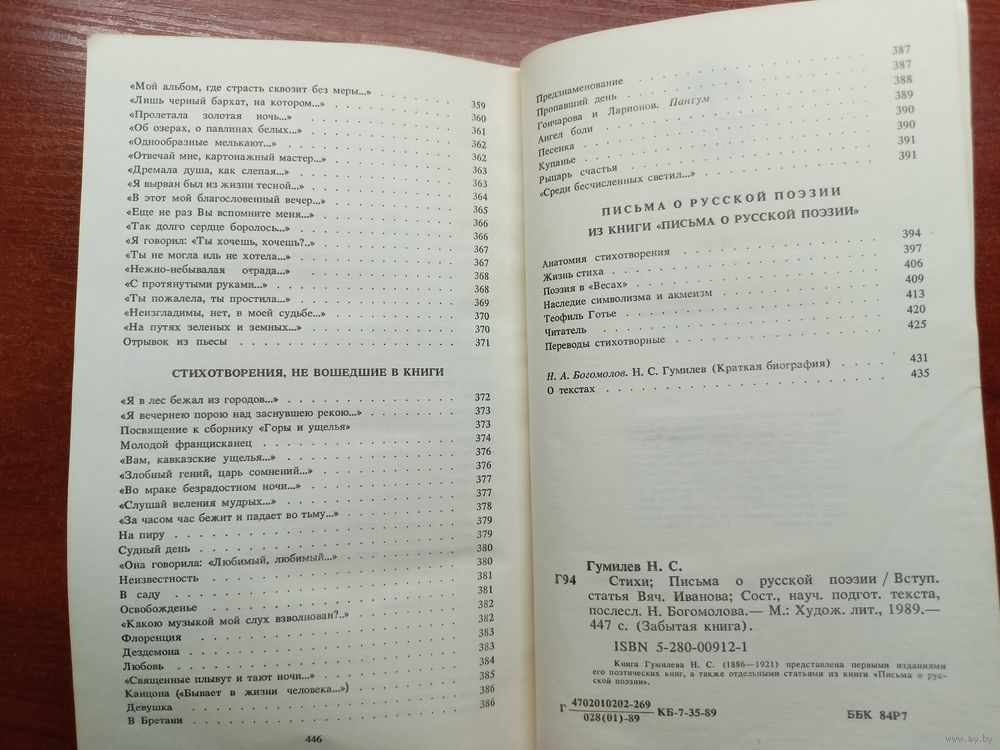 «Мой альбом, где страсть сквозит без меры...» 359
«Лишь черный бархат, на котором...» 360
«Пролетала золотая ночь...» 361
«Об озерах, о павлинах белых...» 362
«Однообразные мелькают...» 362
«Отвечай мне, картонажный мастер...» 363
«Дремала душа, как слепая...» 363
«Я вырван был из жизни тесной...» 364
«В этот мой благословенный вечер...» 365
«Еще не раз Вы вспомните меня...» 366
«Так долго сердце боролось...» 366
«Я говорил: «Ты хочешь, хочешь?..» 367
«Ты не могла иль не хотела...» 367
«Нежно-небывалая отрада...» 368
«С протянутыми руками...» 368
«Ты пожалела, ты простила...» 369
«Неизгладимы, нет, в моей судьбе...» 370
«На путях зеленых и земных...» 370
Отрывок из пьесы 371
СТИХОТВОРЕНИЯ, НЕ ВОШЕДШИЕ В КНИГИ
«Я в лес бежал из городов...» 372
«Я вечернею порою над заснувшею рекою...» 373
Посвящение к сборнику «Горы и ущелья» 373
Молодой францисканец 374
«Вам, кавказские ущелья...» 376
«Злобный гений, царь сомнений...» 376
«Во мраке безрадостном ночи...» 377
«Слушай веления мудрых...» 377
«За часом час бежит и падает во тьму...» 378
На пиру 379
Судный день 379
«Она говорила: «Любимый, любимый...» 380
Неизвестность 380
В саду 381
Освобожденье 381
«Какою музыкой мой слух взволнован?..» 382
Флоренция 382
Дездемона 383
Любовь 383
«Священные плывут и тают ночи...» 384
Канцона («Бывает в жизни человека...») 385
Девушка 386
В Бретани 386
446
Предзнаменование 387
Пропавший день 387
Гончарова и Ларионов. Пантум 388
Ангел боли 389
Песенка 390
Купанье 390
Рыцарь счастья 391
«Среди бесчисленных светил...» 391
ПИСЬМА О РУССКОЙ ПОЭЗИИ
ИЗ КНИГИ «ПИСЬМА О РУССКОЙ ПОЭЗИИ»
Анатомия стихотворения 394
Жизнь стиха 397
Поэзия в «Весах» 406
Наследие символизма и акмеизм 409
Теофиль Готье 413
Читатель 420
Переводы стихотворные 425
Н. А. Богомолов. Н. С. Гумилев (Краткая биография) 431
О текстах 435
Гумилев Н. С.
Г94 Стихи; Письма о русской поэзии / Вступ.
статья Вяч. Иванова; Сост., науч. подгот. текста,
послесл. Н. Богомолова.— М.: Худож. лит., 1989.—
447 с. (Забытая книга).
ISBN 5-280-00912-1
Книга Гумилева Н. С. (1886—1921) представлена первыми изданиями
его поэтических книг, а также отдельными статьями из книги «Письма о рус-
ской поэзии».
Г 4702010202-269
028(01)-89 КБ-7-35-89 ББК 84Р7
www.ay.by